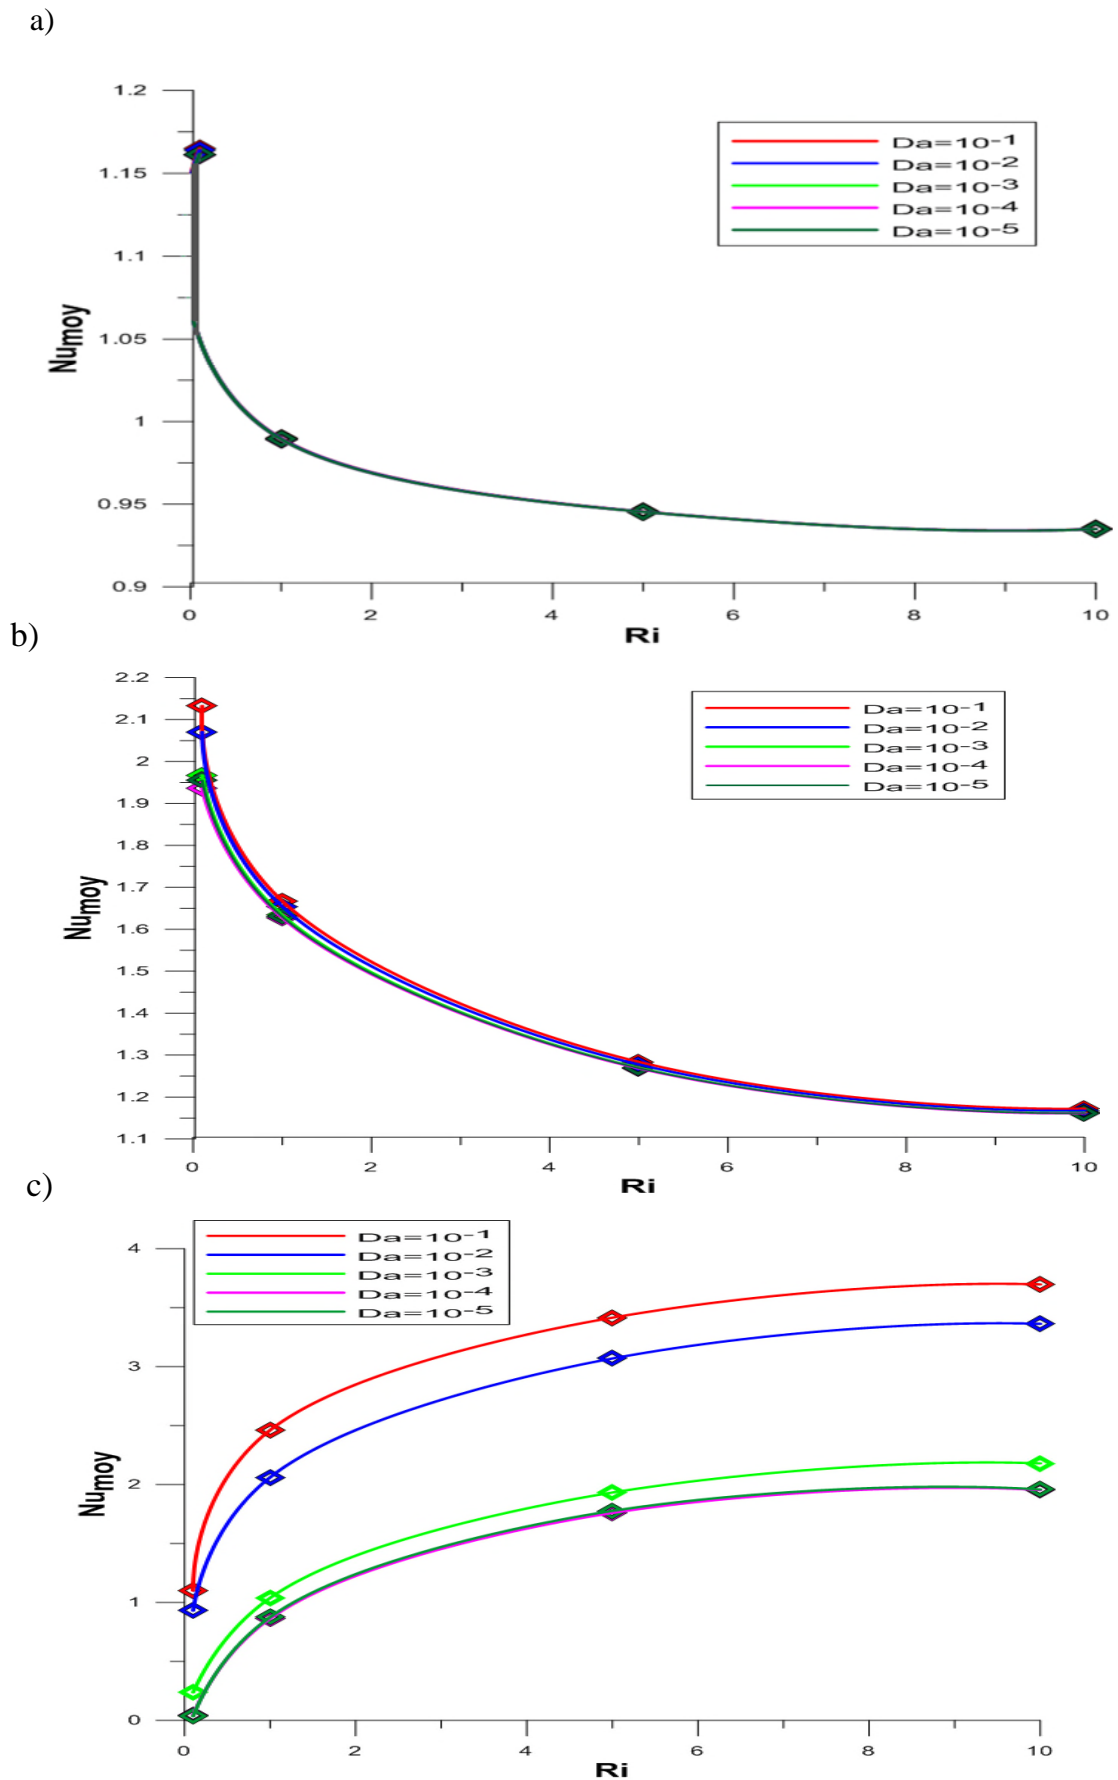 a)
1.2
1.15
1.1
1.05
1
0.95
0.9
Numoy
Da=10-1
Da=10-2
Da=10-3
Da=10-4
Da=10-5
0 2 4 6 8 10
Ri
b)
2.2
2.1
2
1.9
1.8
1.7
1.6
1.5
1.4
1.3
1.2
1.1
Numoy
Da=10-1
Da=10-2
Da=10-3
Da=10-4
Da=10-5
0 2 4 6 8 10
Ri
c)
Da=10-1
Da=10-2
Da=10-3
Da=10-4
Da=10-5
4
3
2
1
0
Numoy
0 2 4 6 8 10
Ri